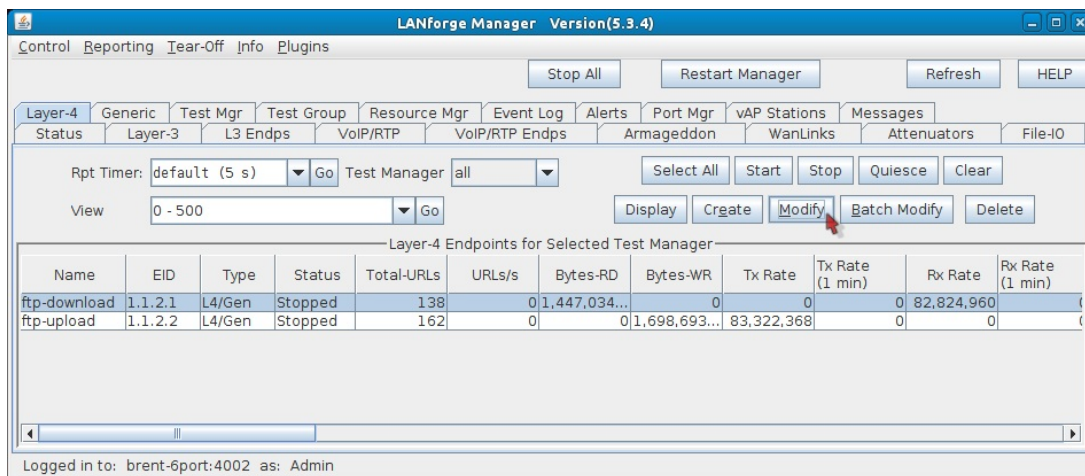 LANforge Manager Version(5.3.4)
Control Reporting Tear-Off Info Plugins
Stop All Restart Manager Refresh HELP
Layer-4 Generic Test Mgr Test Group Resource Mgr Event Log Alerts Port Mgr vAP Stations Messages
Status Layer-3 L3 Endps VoIP/RTP VoIP/RTP Endps Armageddon WanLinks Attenuators File-IO
Rpt Timer: default (5 s) Go Test Manager all Select All Start Stop Quiesce Clear
View 0 - 500 Go Display Create Modify Batch Modify Delete
Layer-4 Endpoints for Selected Test Manager
Name EID Type Status Total-URLs URLs/s Bytes-RD Bytes-WR Tx Rate Tx Rate (1 min) Rx Rate Rx Rate (1 min)
ftp-download 1.1.2.1 L4/Gen Stopped 138 0 1,447,034... 0 0 0 82,824,960
ftp-upload 1.1.2.2 L4/Gen Stopped 162 0 0 1,698,693... 83,322,368 0 0
Logged in to: brent-6port:4002 as: Admin